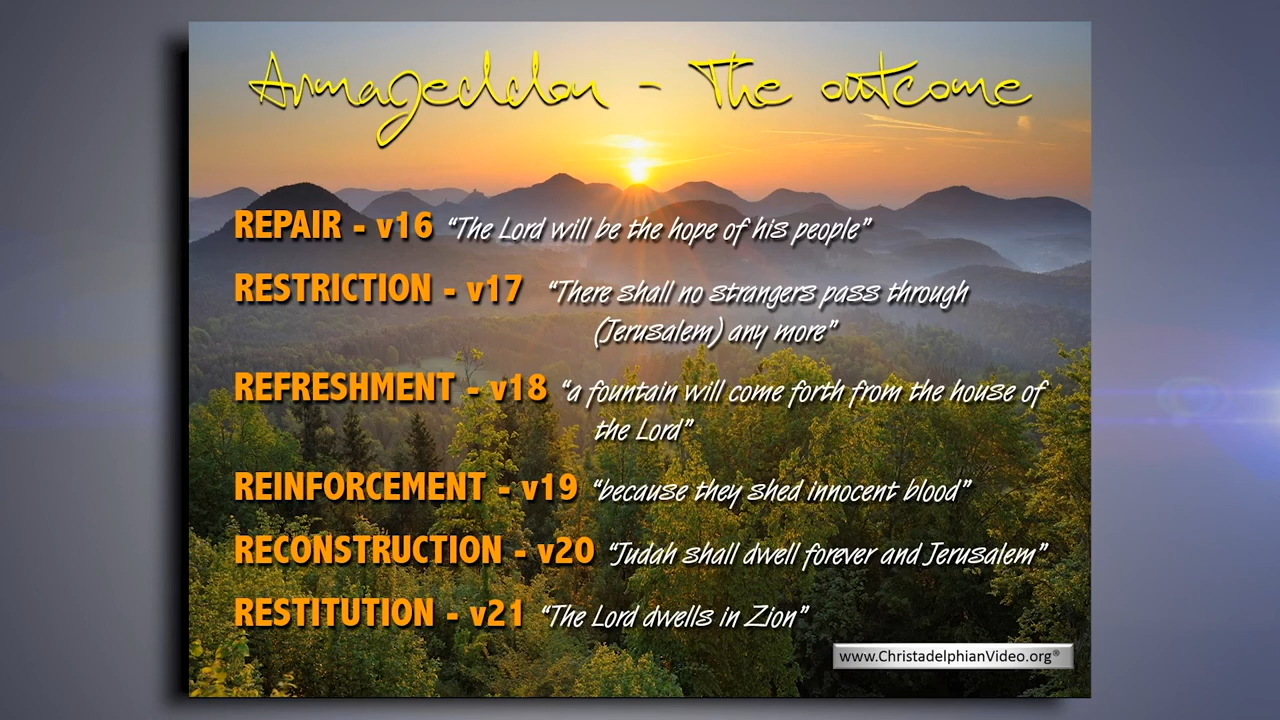 Armageddon - The outcome
REPAIR - v16 “The Lord will be the hope of his people”
RESTRICTION - v17 “There shall no strangers pass through
(Jerusalem) any more”
REFRESHMENT - v18 “a fountain will come forth from the house of
the Lord”
REINFORCEMENT - v19 “because they shed innocent blood”
RECONSTRUCTION - v20 “Judah shall dwell forever and Jerusalem”
RESTITUTION - v21 “The Lord dwells in Zion”
www.ChristadelphianVideo.org®